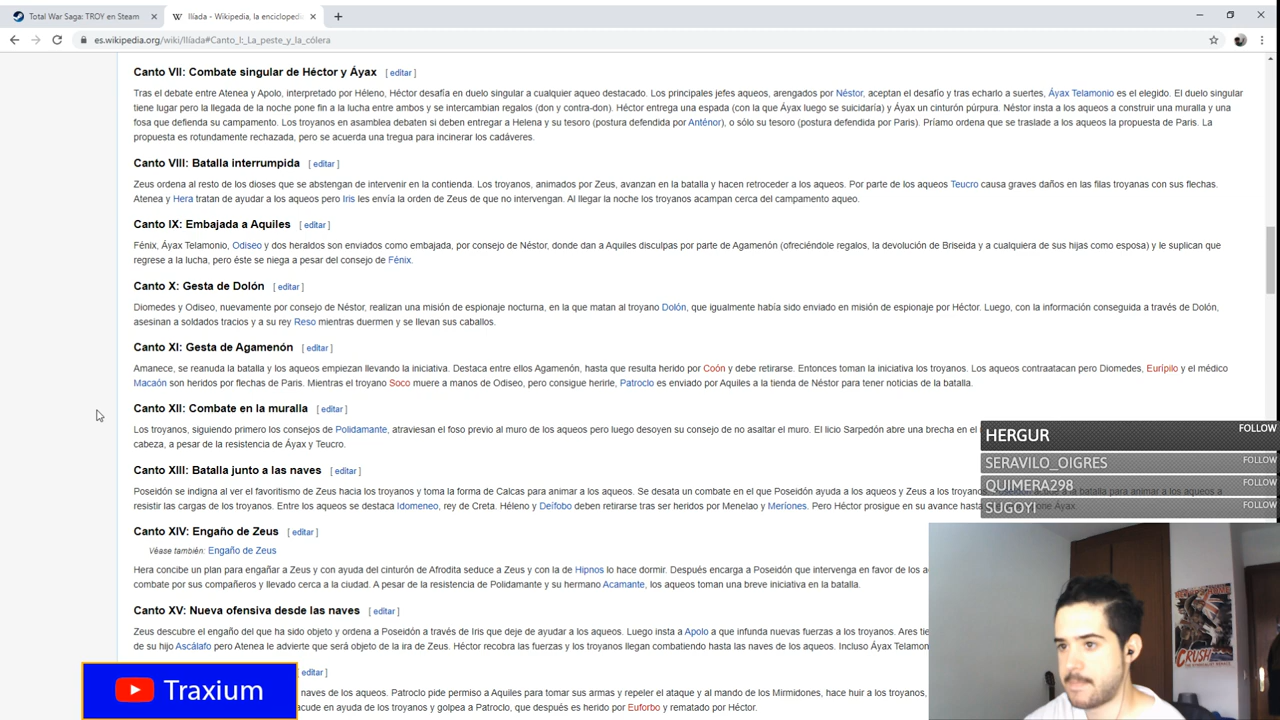 Total War Saga: TROY en Steam
Ilíada - Wikipedia, la enciclopedi
es.wikipedia.org/wiki/Ilíada#Canto_I:_La_peste_y_la_cólera
Canto VII: Combate singular de Héctor y Áyax [ editar ]
Tras el debate entre Atenea y Apolo, interpretado por Héleno, Héctor desafía en duelo singular a cualquier aqueo destacado. Los principales jefes aqueos, arengados por Néstor, aceptan el desafío y tras echarlo a suertes, Áyax Telamonio es el elegido. El duelo singular
tiene lugar pero la llegada de la noche pone fin a la lucha entre ambos y se intercambian regalos (don y contra-don). Héctor entrega una espada (con la que Áyax luego se suicidaría) y Áyax un cinturón púrpura. Néstor insta a los aqueos a construir una muralla y una
fosa que defienda su campamento. Los troyanos en asamblea debaten si deben entregar a Helena y su tesoro (postura defendida por Anténor), o sólo su tesoro (postura defendida por Paris). Príamo ordena que se traslade a los aqueos la propuesta de Paris. La
propuesta es rotundamente rechazada, pero se acuerda una tregua para incinerar los cadáveres.
Canto VIII: Batalla interrumpida [ editar ]
Zeus ordena al resto de los dioses que se abstengan de intervenir en la contienda. Los troyanos, animados por Zeus, avanzan en la batalla y hacen retroceder a los aqueos. Por parte de los aqueos Teucro causa graves daños en las filas troyanas con sus flechas.
Atenea y Hera tratan de ayudar a los aqueos pero Iris les envía la orden de Zeus de que no intervengan. Al llegar la noche los troyanos acampan cerca del campamento aqueo.
Canto IX: Embajada a Aquiles [ editar ]
Fénix, Áyax Telamonio, Odiseo y dos heraldos son enviados como embajada, por consejo de Néstor, donde dan a Aquiles disculpas por parte de Agamenón (ofreciéndole regalos, la devolución de Briseida y a cualquiera de sus hijas como esposa) y le suplican que
regrese a la lucha, pero éste se niega a pesar del consejo de Fénix.
Canto X: Gesta de Dolón [ editar ]
Diomedes y Odiseo, nuevamente por consejo de Néstor, realizan una misión de espionaje nocturna, en la que matan al troyano Dolón, que igualmente había sido enviado en misión de espionaje por Héctor. Luego, con la información conseguida a través de Dolón,
asesinan a soldados tracios y a su rey Reso mientras duermen y se llevan sus caballos.
Canto XI: Gesta de Agamenón [ editar ]
Amanece, se reanuda la batalla y los aqueos empiezan llevando la iniciativa. Destaca entre ellos Agamenón, hasta que resulta herido por Coón y debe retirarse. Entonces toman la iniciativa los troyanos. Los aqueos contraatacan pero Diomedes, Eurípilo y el médico
Macaón son heridos por flechas de Paris. Mientras el troyano Soco muere a manos de Odiseo, pero consigue herirle, Patroclo es enviado por Aquiles a la tienda de Néstor para tener noticias de la batalla.
Canto XII: Combate en la muralla [ editar ]
Los troyanos, siguiendo primero los consejos de Polidamante, atraviesan el foso previo al muro de los aqueos pero luego desoyen su consejo de no asaltar el muro. El licio Sarpedón abre una brecha en el
cabeza, a pesar de la resistencia de Áyax y Teucro.
HERGUR FOLLOW
SERAVILO_OIGRES FOLLOW
QUIMERA298 FOLLOW
SUGOYI FOLLOW
Canto XIII: Batalla junto a las naves [ editar ]
Poseidón se indigna al ver el favoritismo de Zeus hacia los troyanos y toma la forma de Calcas para animar a los aqueos. Se desata un combate en el que Poseidón ayuda a los aqueos y Zeus a los troyanos. a la batalla para animar a los aqueos y a
resistir las cargas de los troyanos. Entre los aqueos se destaca Idomeneo, rey de Creta. Héleno y Deífobo deben retirarse tras ser heridos por Menelao y Meríones. Pero Héctor prosigue en su avance hasta Áyax.
Canto XIV: Engaño de Zeus [ editar ]
Véase también: Engaño de Zeus
Hera concibe un plan para engañar a Zeus y con ayuda del cinturón de Afrodita seduce a Zeus y con la de Hipnos lo hace dormir. Después encarga a Poseidón que intervenga en favor de los
combate por sus compañeros y llevado cerca a la ciudad. A pesar de la resistencia de Polidamante y su hermano Acamante, los aqueos toman una breve iniciativa en la batalla.
Canto XV: Nueva ofensiva desde las naves [ editar ]
Zeus descubre el engaño del que ha sido objeto y ordena a Poseidón a través de Iris que deje de ayudar a los aqueos. Luego insta a Apolo a que infunda nuevas fuerzas a los troyanos. Ares
de su hijo Ascálafo pero Atenea le advierte que será objeto de la ira de Zeus. Héctor recobra las fuerzas y los troyanos llegan combatiendo hasta las naves de los aqueos. Incluso Áyax
[ editar ]
naves de los aqueos. Patroclo pide permiso a Aquiles para tomar sus armas y repeler el ataque y al mando de los Mirmidones, hace huir a los troyanos,
acude en ayuda de los troyanos y golpea a Patroclo, que después es herido por Euforbo y rematado por Héctor.
Traxium
CRUSH